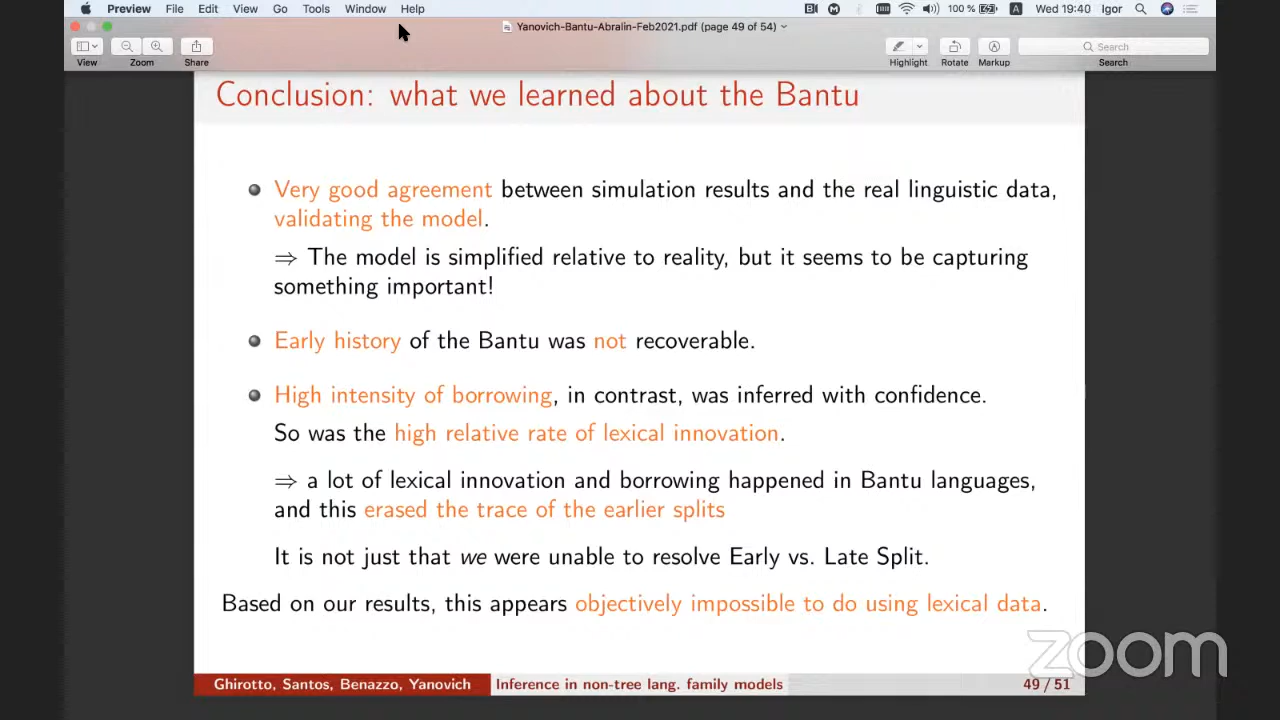 Preview File Edit View Go Tools Window Help 100 % A Wed 19:40 Igor
Yanovich-Bantu-Abralin-Feb2021.pdf (page 49 of 54)
Search
View Zoom Share Highlight Rotate Markup Search
Conclusion: what we learned about the Bantu
Very good agreement between simulation results and the real linguistic data,
validating the model.
⇒ The model is simplified relative to reality, but it seems to be capturing
something important!
Early history of the Bantu was not recoverable.
High intensity of borrowing, in contrast, was inferred with confidence.
So was the high relative rate of lexical innovation.
⇒ a lot of lexical innovation and borrowing happened in Bantu languages,
and this erased the trace of the earlier splits
It is not just that we were unable to resolve Early vs. Late Split.
Based on our results, this appears objectively impossible to do using lexical data.
zoom
Ghirotto, Santos, Benazzo, Yanovich Inference in non-tree lang. family models 49 / 51